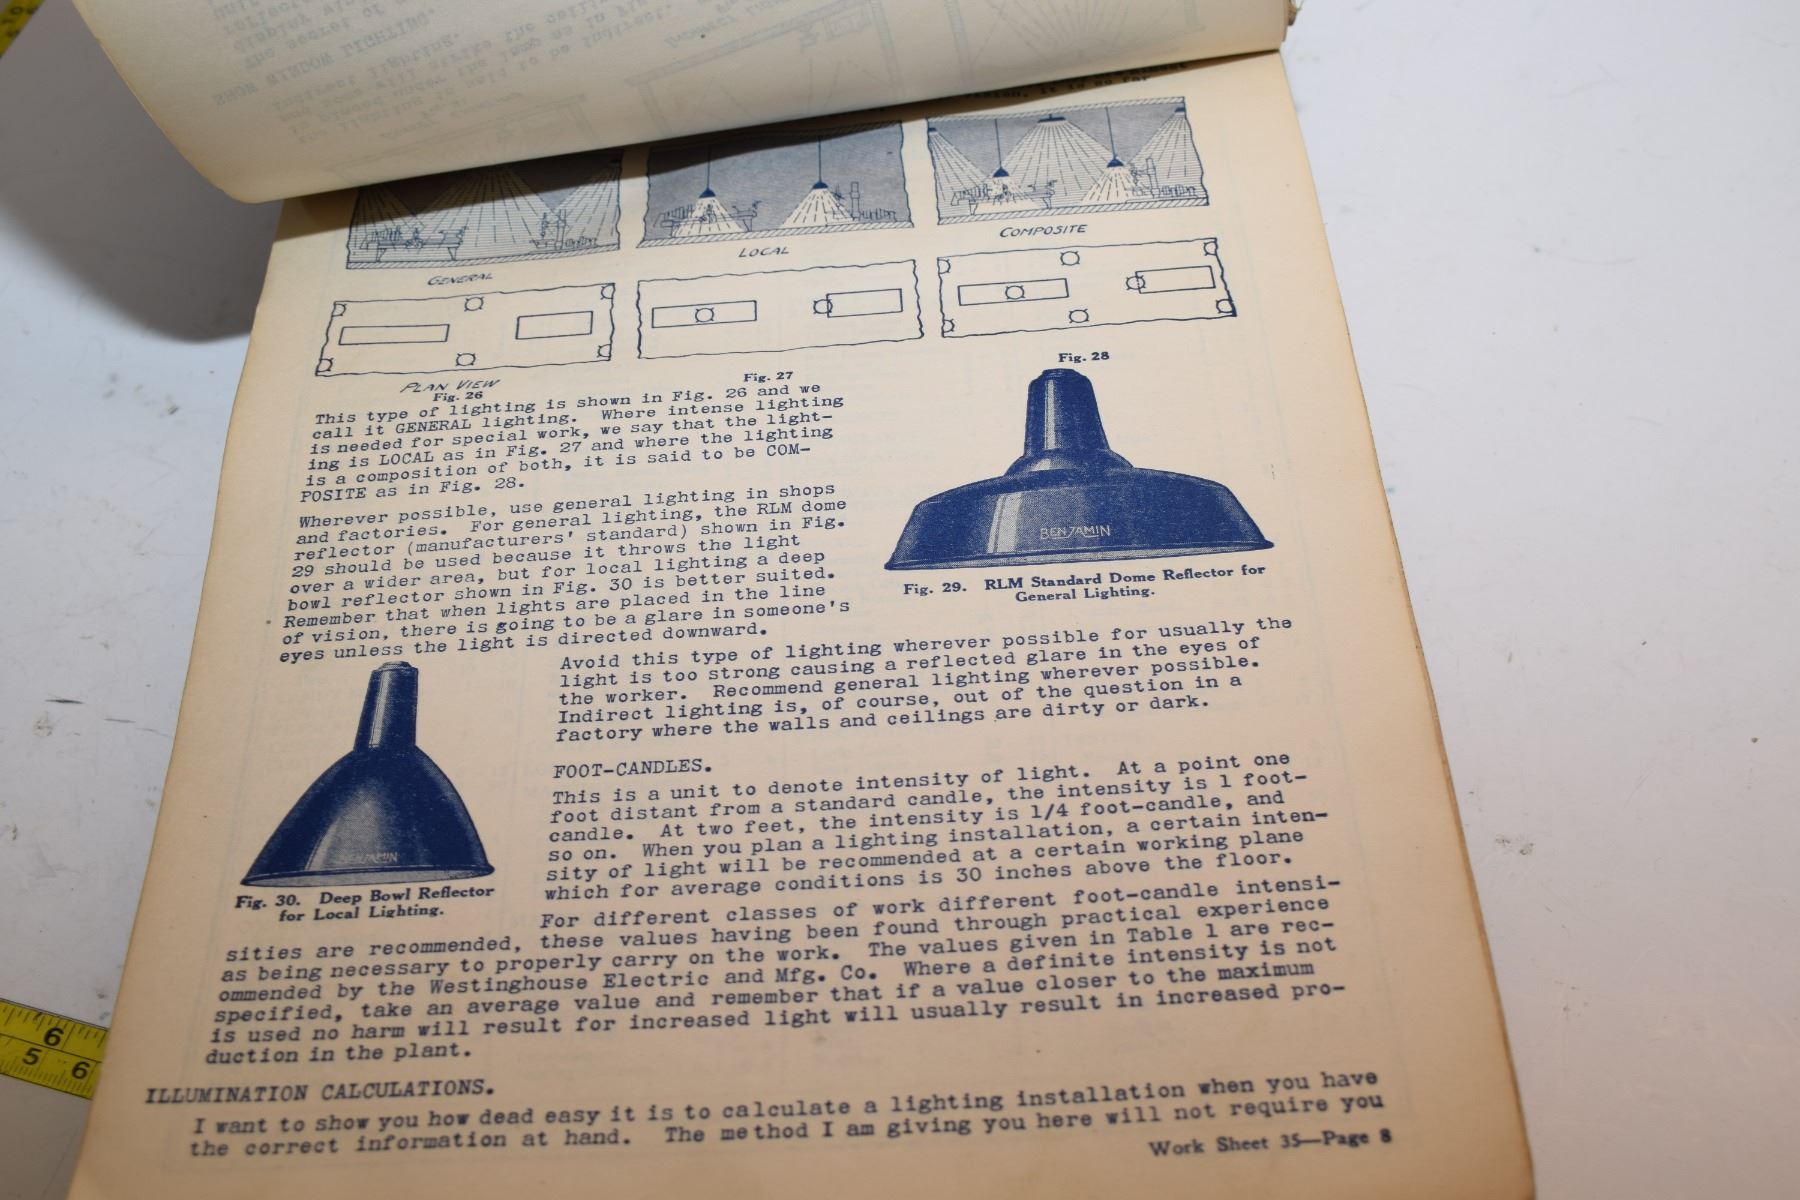 GENERAL
LOCAL
COMPOSITE
PLAN VIEW
Fig. 26
Fig. 27
Fig. 28
This type of lighting is shown in Fig. 26 and we
call it GENERAL lighting. Where intense lighting
is needed for special work, we say that the light-
ing is LOCAL as in Fig. 27 and where the lighting
is a composition of both, it is said to be COM-
POSITE as in Fig. 28.
Wherever possible, use general lighting in shops
and factories. For general lighting, the RLM dome
reflector (manufacturers' standard) shown in Fig.
29 should be used because it throws the light
over a wider area, but for local lighting a deep
bowl reflector shown in Fig. 30 is better suited.
Remember that when lights are placed in the line
of vision, there is going to be a glare in someone's
eyes unless the light is directed downward.
BENJAMIN
Fig. 29. RLM Standard Dome Reflector for
General Lighting.
Avoid this type of lighting wherever possible for usually the
light is too strong causing a reflected glare in the eyes of
the worker. Recommend general lighting wherever possible.
Indirect lighting is, of course, out of the question in a
factory where the walls and ceilings are dirty or dark.
BENJAMIN
Fig. 30. Deep Bowl Reflector
for Local Lighting.
FOOT-CANDLES.
This is a unit to denote intensity of light. At a point one
foot distant from a standard candle, the intensity is 1 foot-
candle. At two feet, the intensity is 1/4 foot-candle, and
so on. When you plan a lighting installation, a certain inten-
sity of light will be recommended at a certain working plane
which for average conditions is 30 inches above the floor.
For different classes of work different foot-candle intensi-
sities are recommended, these values having been found through practical experience
as being necessary to properly carry on the work. The values given in Table 1 are rec-
ommended by the Westinghouse Electric and Mfg. Co. Where a definite intensity is not
specified, take an average value and remember that if a value closer to the maximum
is used no harm will result for increased light will usually result in increased pro-
duction in the plant.
ILLUMINATION CALCULATIONS.
I want to show you how dead easy it is to calculate a lighting installation when you have
the correct information at hand. The method I am giving you here will not require you
Work Sheet 35—Page 8
6
5 6